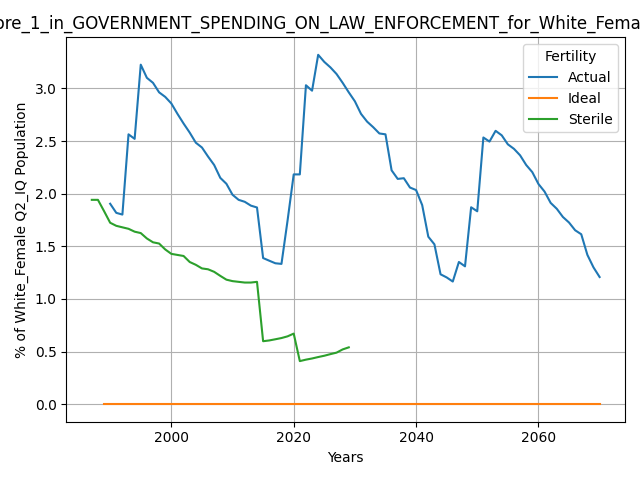 ore_1_in_GOVERNMENT_SPENDING_ON_LAW_ENFORCEMENT_for_White_Fema
% of White_Female Q2_IQ Population
3.0
2.5
2.0
1.5
1.0
0.5
0.0
Fertility
Actual
Ideal
Sterile
2000
2020
2040
2060
Years